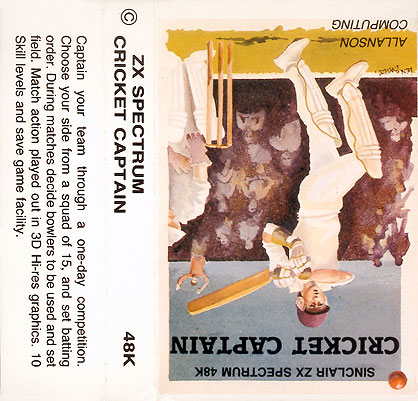 SINCLAIR ZX SPECTRUM 48K
CRICKET CAPTAIN
ALLANSON
COMPUTING
© ZX SPECTRUM
CRICKET CAPTAIN 48K
Captain your team through a one-day competition.
Choose your side from a squad of 15, and set batting
order. During matches decide bowlers to be used and set
field. Match action played out in 3D Hi-res graphics. 10
Skill levels and save game facility.